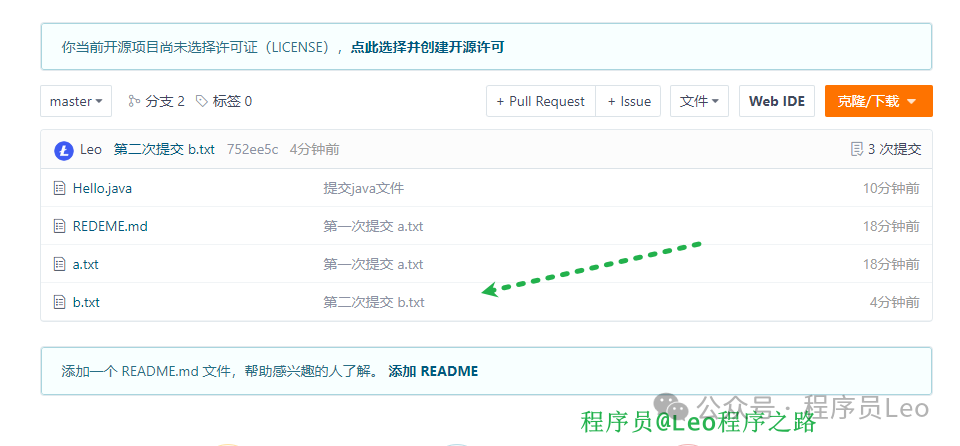 你当前开源项目尚未选择许可证（LICENSE），点此选择并创建开源许可
master 分支 2 标签 0 + Pull Request + Issue 文件 Web IDE 克隆/下载
Leo 第二次提交 b.txt 752ee5c 4分钟前 3 次提交
Hello.java 提交java文件 10分钟前
REDEME.md 第一次提交 a.txt 18分钟前
a.txt 第一次提交 a.txt 18分钟前
b.txt 第二次提交 b.txt 4分钟前
添加一个 README.md 文件，帮助感兴趣的人了解。 添加 README
公众号 · 程序员Leo
程序员@Leo程序之路